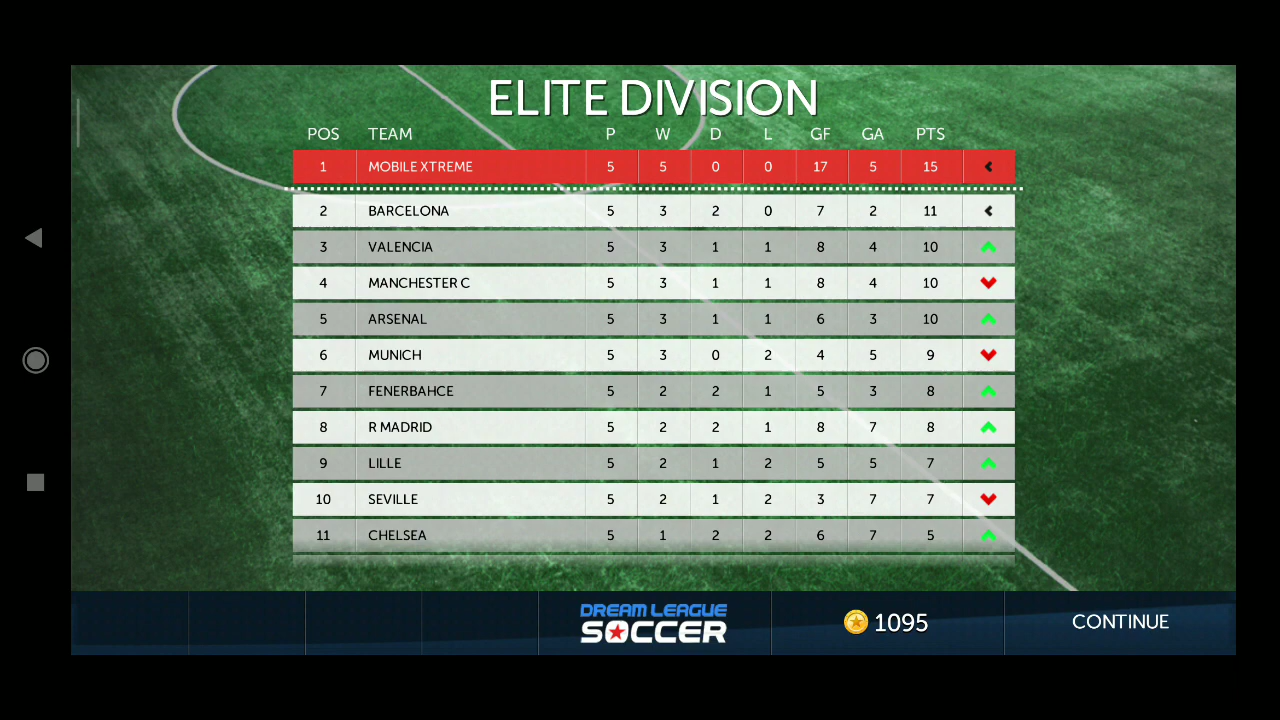 ELITE DIVISION
POS TEAM P W D L GF GA PTS
1 MOBILE XTREME 5 5 0 0 17 5 15
2 BARCELONA 5 3 2 0 7 2 11
3 VALENCIA 5 3 1 1 8 4 10
4 MANCHESTER C 5 3 1 1 8 4 10
5 ARSENAL 5 3 1 1 6 3 10
6 MUNICH 5 3 0 2 4 5 9
7 FENERBAHCE 5 2 2 1 5 3 8
8 R MADRID 5 2 2 1 8 7 8
9 LILLE 5 2 1 2 5 5 7
10 SEVILLE 5 2 1 2 3 7 7
11 CHELSEA 5 1 2 2 6 7 5
DREAM LEAGUE
SOCCER
1095
CONTINUE